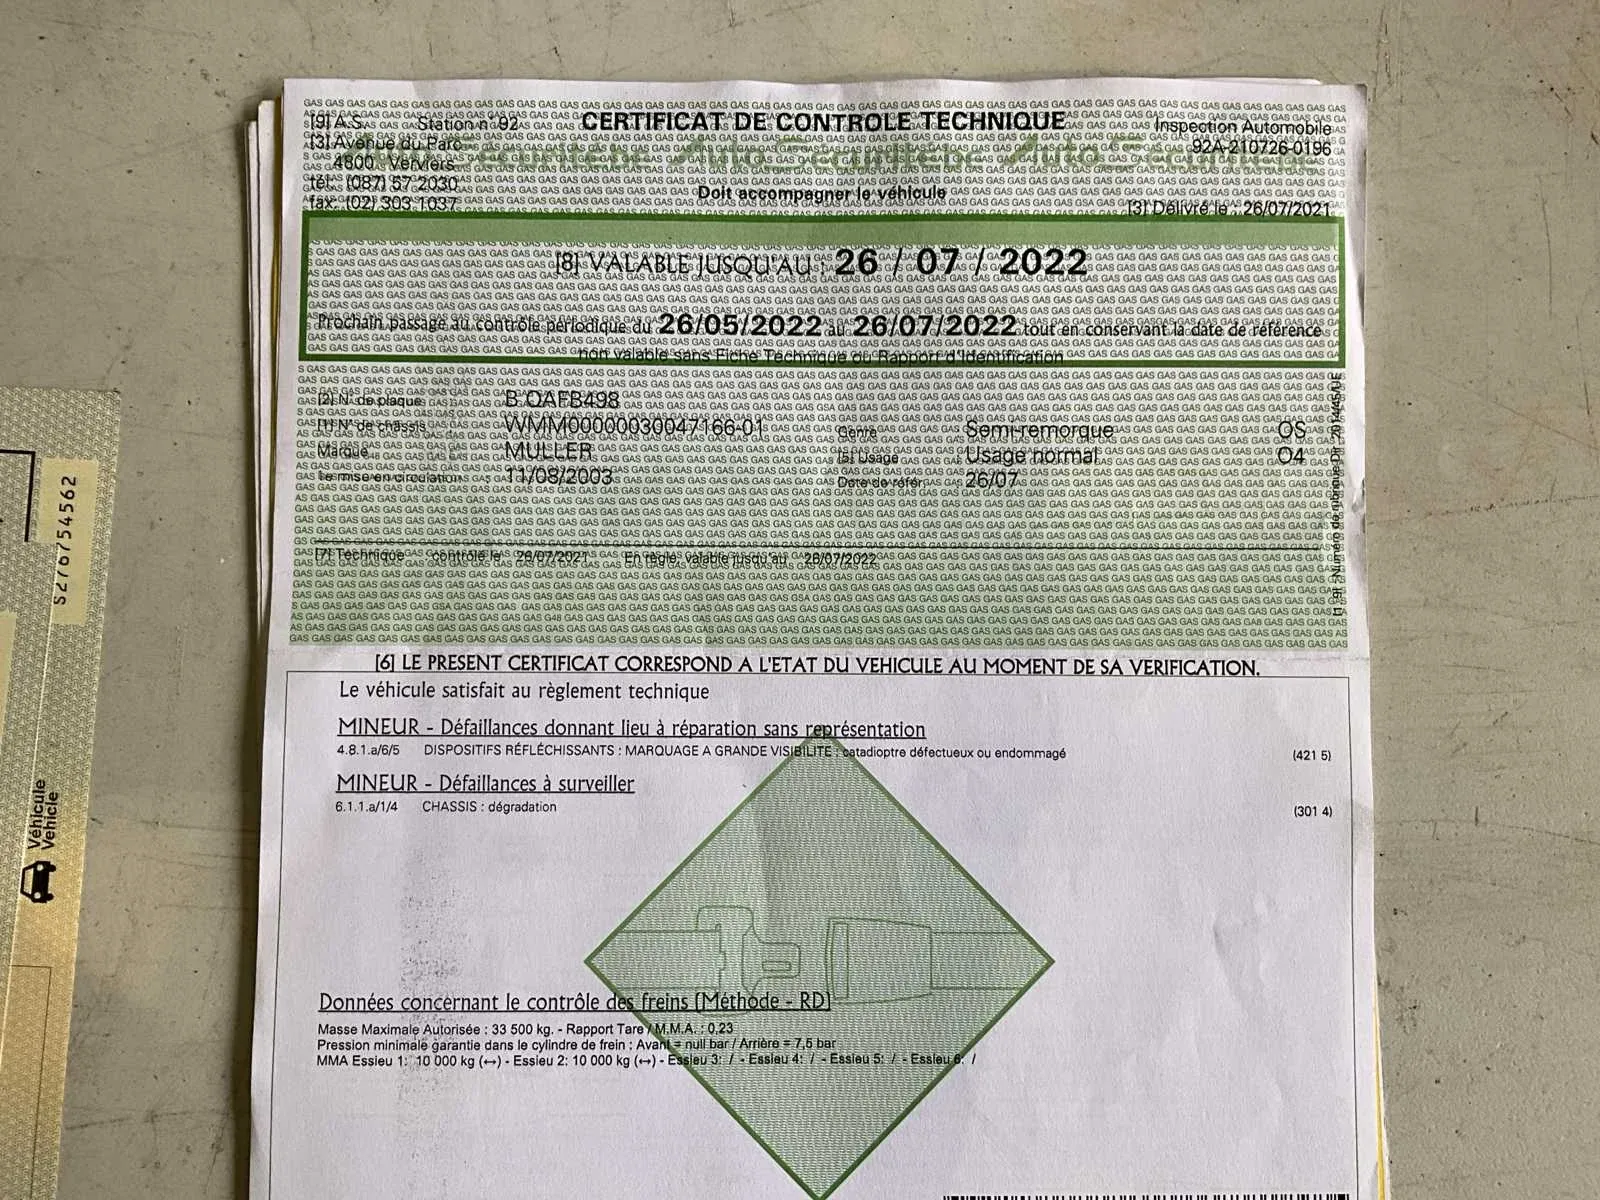 [9] A.S. Station n° 92
CERTIFICAT DE CONTROLE TECHNIQUE
Inspection Automobile
[3] Avenue du Parc
92A-210726-0196
4800 Verviers
Auto Sécurité
tél. (087) 57 2030
Doit accompagner le véhicule
fax. (02) 303 1037
[3] Délivré le 26/07/2021
[8] VALABLE JUSQU'AU : 26 / 07 / 2022
Prochain passage au contrôle périodique du 26/05/2022 au 26/07/2022 tout en conservant la date de référence
non valable sans Fiche Technique ou Rapport d'Identification
[2] N° de plaque : B QAFB498
[1] N° de chassis : WMM00000030047166-01
Genre : Semi-remorque OS
Marque : MULLER
[5] Usage : Usage normal O4
1e mise en circulation : 11/08/2003
Date de référ. : 26/07
[7] Technique contrôlé le 26/07/2021 En règle, valable jusqu'au 26/07/2022
[6] LE PRESENT CERTIFICAT CORRESPOND A L'ETAT DU VEHICULE AU MOMENT DE SA VERIFICATION.
Le véhicule satisfait au règlement technique
MINEUR - Défaillances donnant lieu à réparation sans représentation
4.8.1.a/6/5 DISPOSITIFS RÉFLÉCHISSANTS : MARQUAGE A GRANDE VISIBILITE : catadioptre défectueux ou endommagé (421 5)
MINEUR - Défaillances à surveiller
6.1.1.a/1/4 CHASSIS : dégradation (301 4)
Données concernant le contrôle des freins (Méthode - RD)
Masse Maximale Autorisée : 33 500 kg. - Rapport Tare / M.M.A. : 0,23
Pression minimale garantie dans le cylindre de frein : Avant = null bar / Arrière = 7,5 bar
MMA Essieu 1: 10 000 kg (↔) - Essieu 2: 10 000 kg (↔) - Essieu 3: / - Essieu 4: / - Essieu 5: / - Essieu 6: /
S276754562
Véhicule
Vehicle